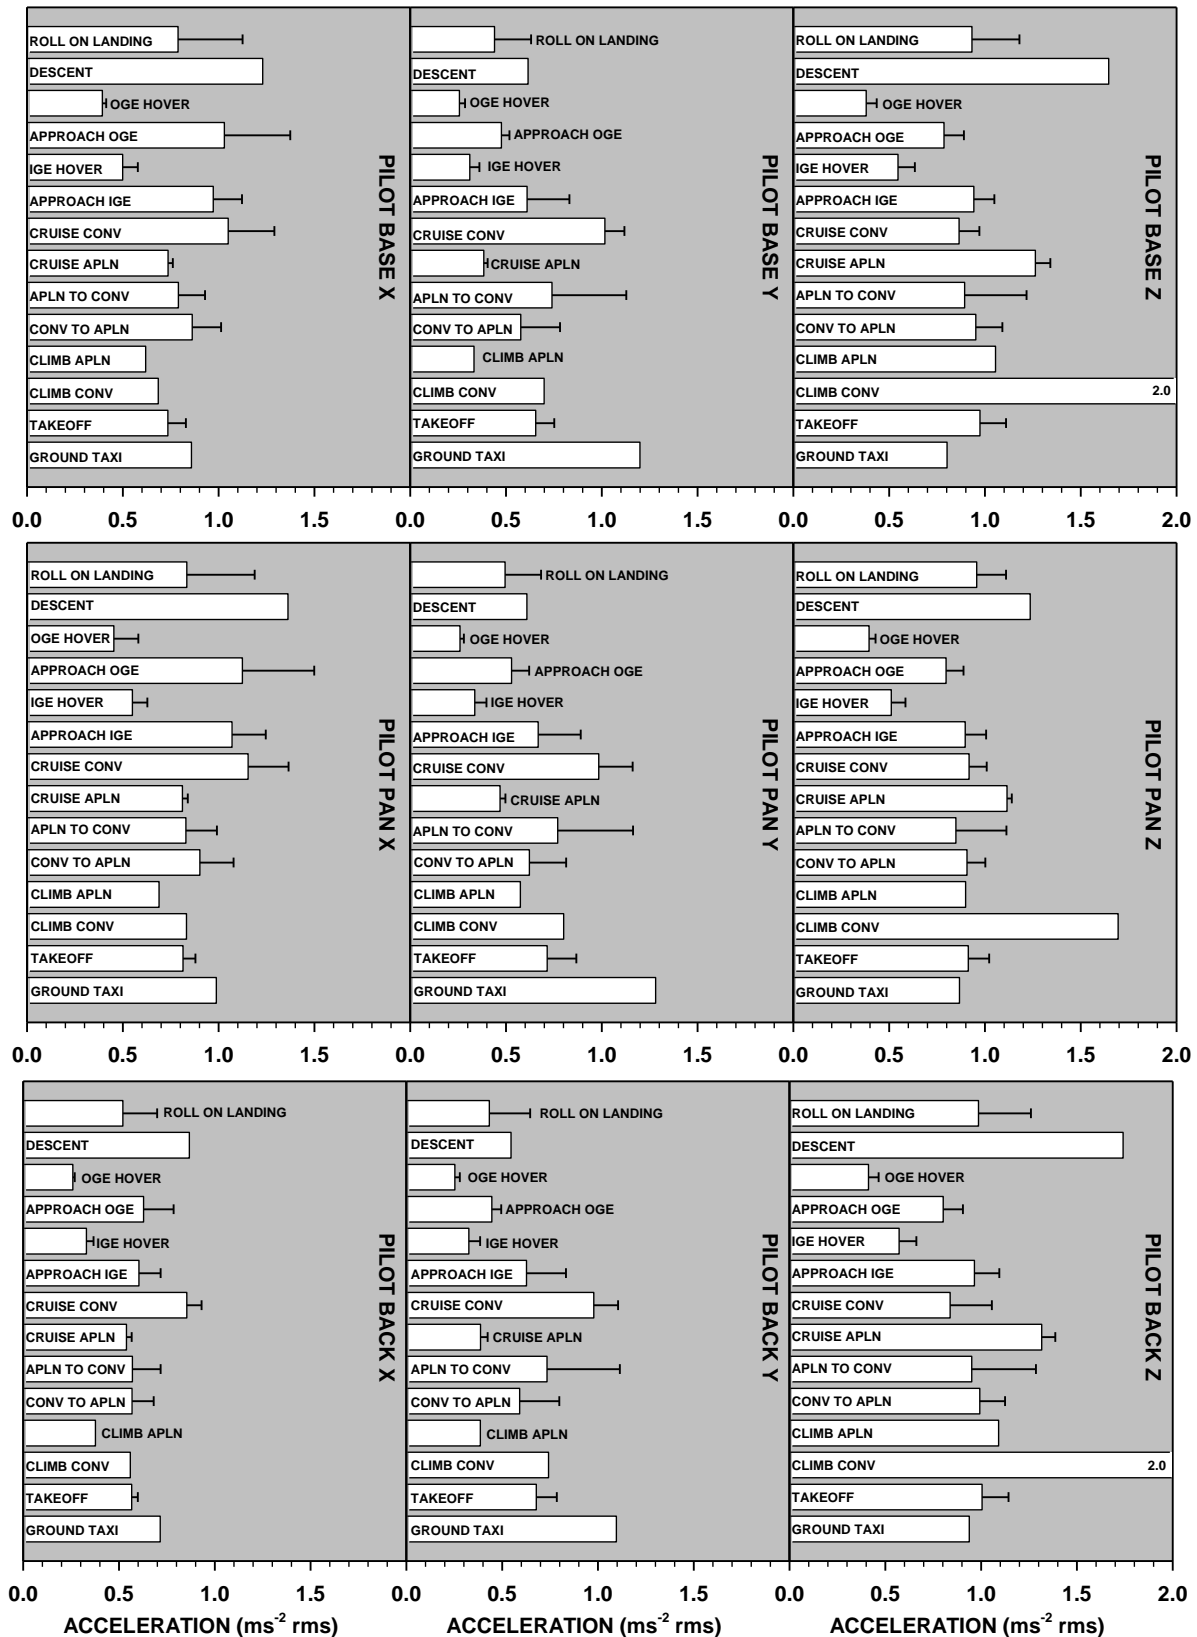 ROLL ON LANDING
DESCENT
OGE HOVER
APPROACH OGE
IGE HOVER
APPROACH IGE
CRUISE CONV
CRUISE APLN
APLN TO CONV
CONV TO APLN
CLIMB APLN
CLIMB CONV
TAKEOFF
GROUND TAXI
PILOT BASE X
ROLL ON LANDING
DESCENT
OGE HOVER
APPROACH OGE
IGE HOVER
APPROACH IGE
CRUISE CONV
CRUISE APLN
APLN TO CONV
CONV TO APLN
CLIMB APLN
CLIMB CONV
TAKEOFF
GROUND TAXI
PILOT BASE Y
ROLL ON LANDING
DESCENT
OGE HOVER
APPROACH OGE
IGE HOVER
APPROACH IGE
CRUISE CONV
CRUISE APLN
APLN TO CONV
CONV TO APLN
CLIMB APLN
CLIMB CONV 2.0
TAKEOFF
GROUND TAXI
PILOT BASE Z
0.0 0.5 1.0 1.5 0.0 0.5 1.0 1.5 0.0 0.5 1.0 1.5 2.0
ROLL ON LANDING
DESCENT
OGE HOVER
APPROACH OGE
IGE HOVER
APPROACH IGE
CRUISE CONV
CRUISE APLN
APLN TO CONV
CONV TO APLN
CLIMB APLN
CLIMB CONV
TAKEOFF
GROUND TAXI
PILOT PAN X
ROLL ON LANDING
DESCENT
OGE HOVER
APPROACH OGE
IGE HOVER
APPROACH IGE
CRUISE CONV
CRUISE APLN
APLN TO CONV
CONV TO APLN
CLIMB APLN
CLIMB CONV
TAKEOFF
GROUND TAXI
PILOT PAN Y
ROLL ON LANDING
DESCENT
OGE HOVER
APPROACH OGE
IGE HOVER
APPROACH IGE
CRUISE CONV
CRUISE APLN
APLN TO CONV
CONV TO APLN
CLIMB APLN
CLIMB CONV
TAKEOFF
GROUND TAXI
PILOT PAN Z
0.0 0.5 1.0 1.5 0.0 0.5 1.0 1.5 0.0 0.5 1.0 1.5 2.0
ROLL ON LANDING
DESCENT
OGE HOVER
APPROACH OGE
IGE HOVER
APPROACH IGE
CRUISE CONV
CRUISE APLN
APLN TO CONV
CONV TO APLN
CLIMB APLN
CLIMB CONV
TAKEOFF
GROUND TAXI
PILOT BACK X
ROLL ON LANDING
DESCENT
OGE HOVER
APPROACH OGE
IGE HOVER
APPROACH IGE
CRUISE CONV
CRUISE APLN
APLN TO CONV
CONV TO APLN
CLIMB APLN
CLIMB CONV
TAKEOFF
GROUND TAXI
PILOT BACK Y
ROLL ON LANDING
DESCENT
OGE HOVER
APPROACH OGE
IGE HOVER
APPROACH IGE
CRUISE CONV
CRUISE APLN
APLN TO CONV
CONV TO APLN
CLIMB APLN
CLIMB CONV 2.0
TAKEOFF
GROUND TAXI
PILOT BACK Z
0.0 0.5 1.0 1.5 0.0 0.5 1.0 1.5 0.0 0.5 1.0 1.5 2.0
ACCELERATION (ms⁻² rms) ACCELERATION (ms⁻² rms) ACCELERATION (ms⁻² rms)